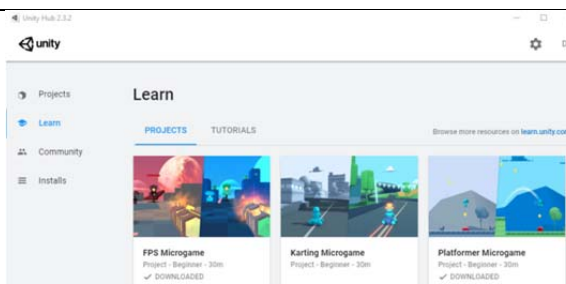 Unity Hub 2.3.2
unity
Projects
Learn
Community
Installs
Learn
PROJECTS TUTORIALS
Browse more resources on learn.unity.com
FPS Microgame
Project - Beginner - 30m
DOWNLOADED
Karting Microgame
Project - Beginner - 30m
Platformer Microgame
Project - Beginner - 30m
DOWNLOADED